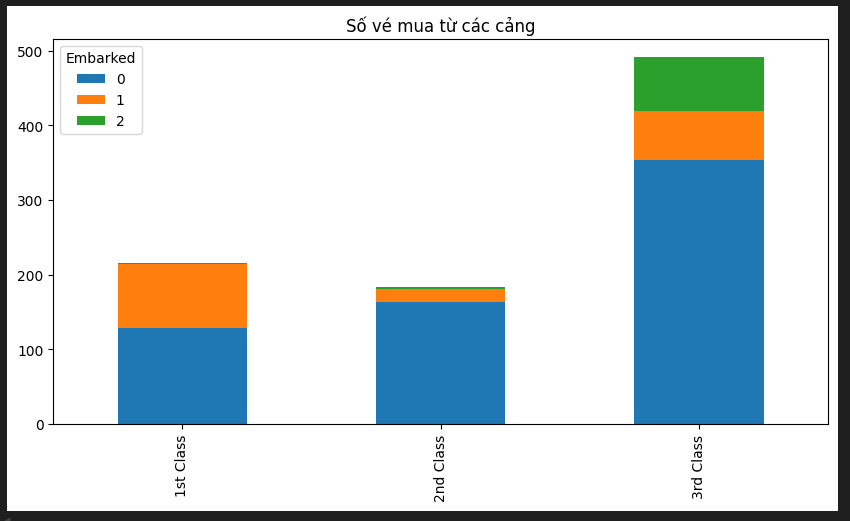 Số vé mua từ các cảng
Embarked
0
1
2
500
400
300
200
100
0
1st Class
2nd Class
3rd Class